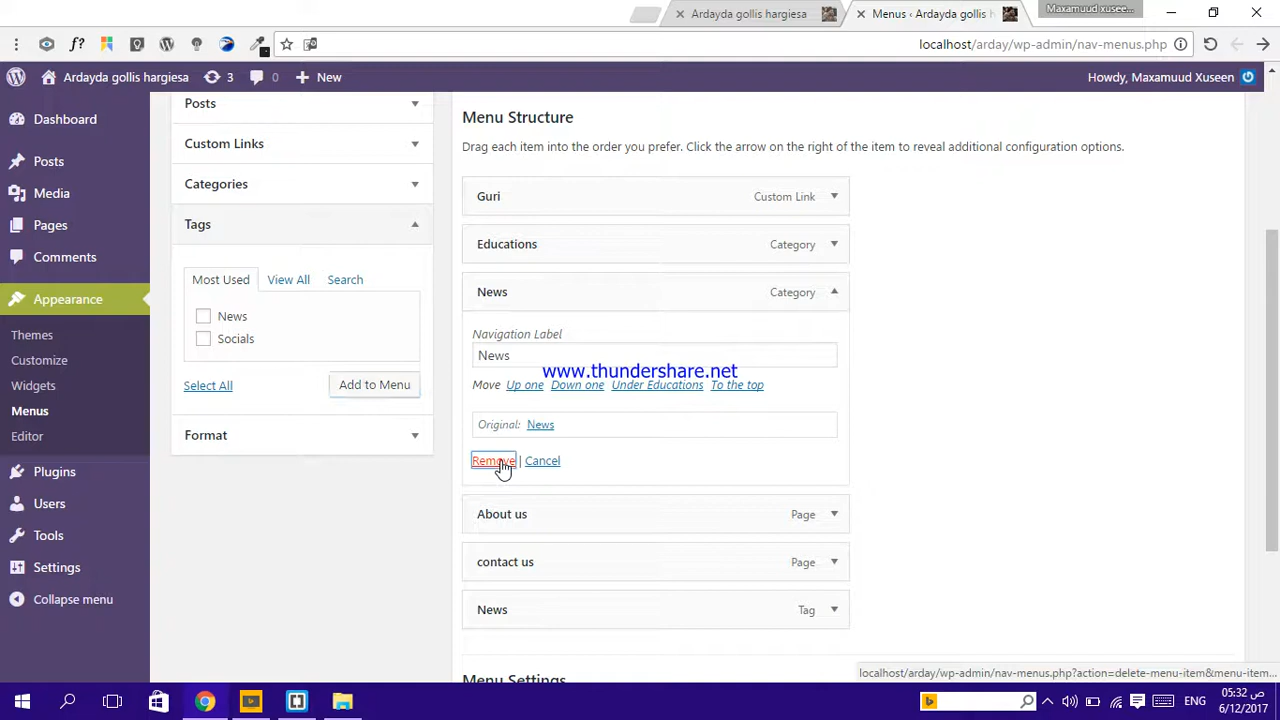 Ardayda gollis hargiesa
Menus ‹ Ardayda gollis h
Maxamuud xusee...
localhost/arday/wp-admin/nav-menus.php
Ardayda gollis hargiesa 3 0 New
Howdy, Maxamuud Xuseen
Dashboard
Posts
Media
Pages
Comments
Appearance
Themes
Customize
Widgets
Menus
Editor
Plugins
Users
Settings
Collapse menu
Posts
Custom Links
Categories
Tags
Most Used View All Search
News
Socials
Select All Add to Menu
Format
Menu Structure
Drag each item into the order you prefer. Click the arrow on the right of the item to reveal additional configuration options.
Guri Custom Link
Educations Category
News Category
Navigation Label
News
www.thundershare.net
Move Up one Down one Under Educations To the top
Original: News
Remove | Cancel
About us Page
contact us Page
News Tag
Menu Settings
localhost/arday/wp-admin/nav-menus.php?action=delete-menu-item&menu-item...
ENG
05:32 ص
6/12/2017